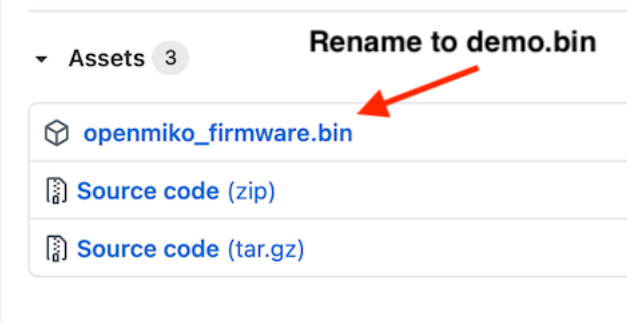 Rename to demo.bin
Assets 3
openmiko_firmware.bin
Source code (zip)
Source code (tar.gz)